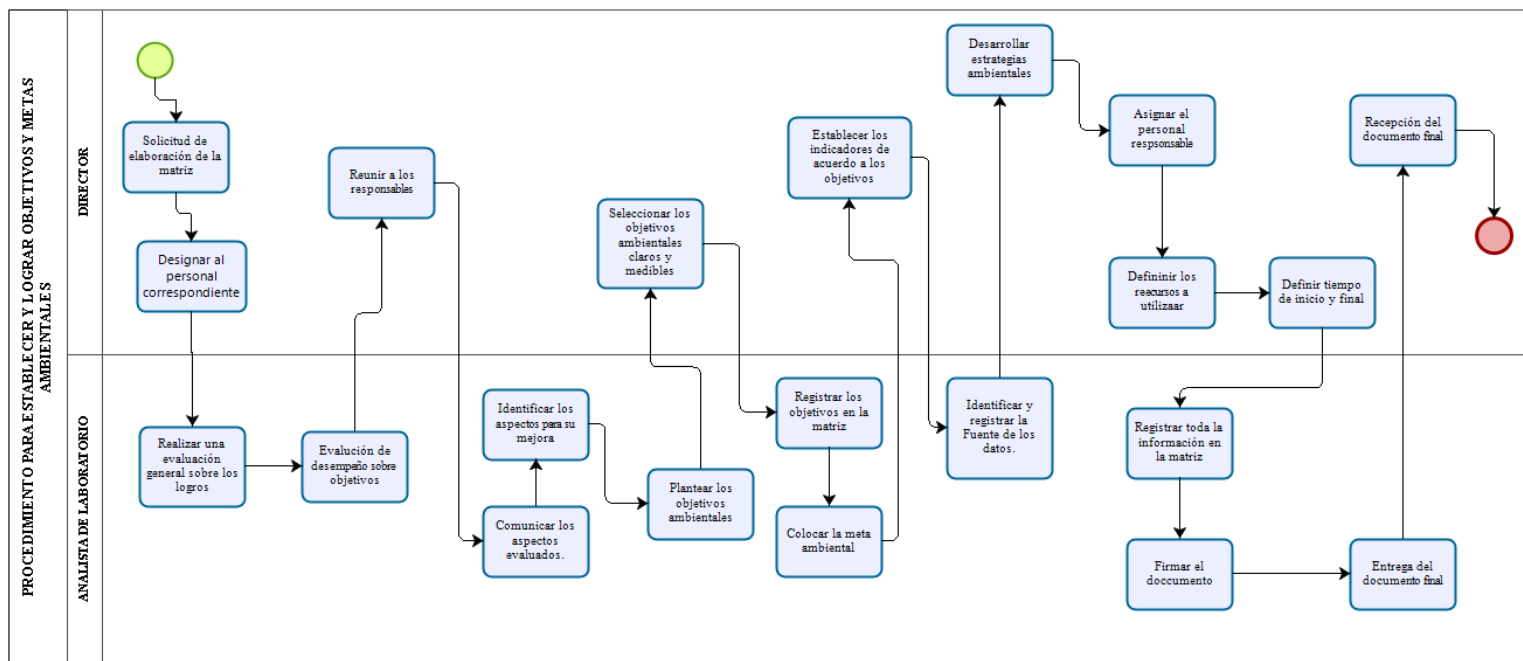 PROCEDIMIENTO PARA ESTABLECER Y LOGRAR OBJETIVOS Y METAS
AMBIENTALES
DIRECTOR
Solicitud de
elaboración de la
matriz
Designar al
personal
correspondiente
Reunir a los
responsables
Seleccionar los
objetivos
ambientales
claros y
medibles
Establecer los
indicadores de
acuerdo a los
objetivos
Desarrollar
estrategias
ambientales
Asignar el
personal
respsonsable
Defininir los
reecursos a
utilizaar
Definir tiempo
de inicio y final
Recepción del
documento final
ANALISTA DE LABORATORIO
Realizar una
evaluación
general sobre los
logros
Evalución de
desempeño sobre
objetivos
Comunicar los
aspectos
evaluados.
Identificar los
aspectos para su
mejora
Plantear los
objetivos
ambientales
Registrar los
objetivos en la
matriz
Colocar la meta
ambiental
Identificar y
registrar la
Fuente de los
datos.
Registrar toda la
información en
la matriz
Firmar el
doccumento
Entrega del
documento final